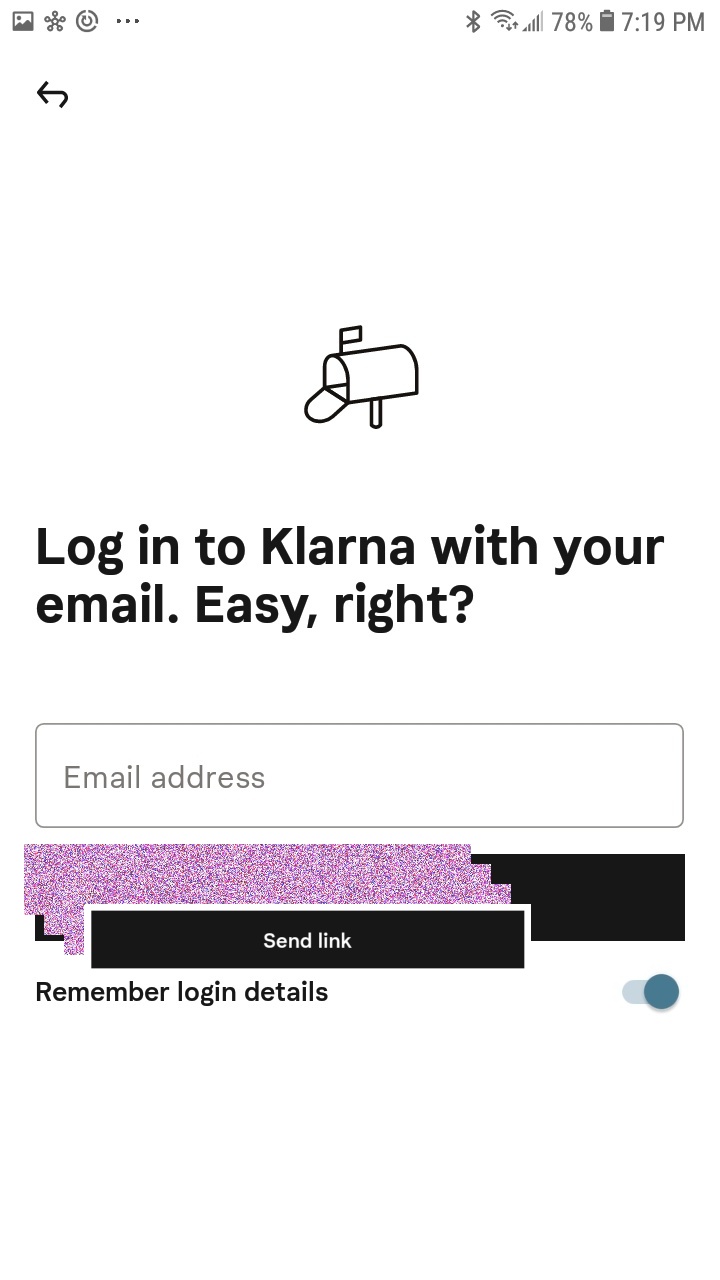 78% 7:19 PM
Log in to Klarna with your
email. Easy, right?
Email address
Send link
Remember login details